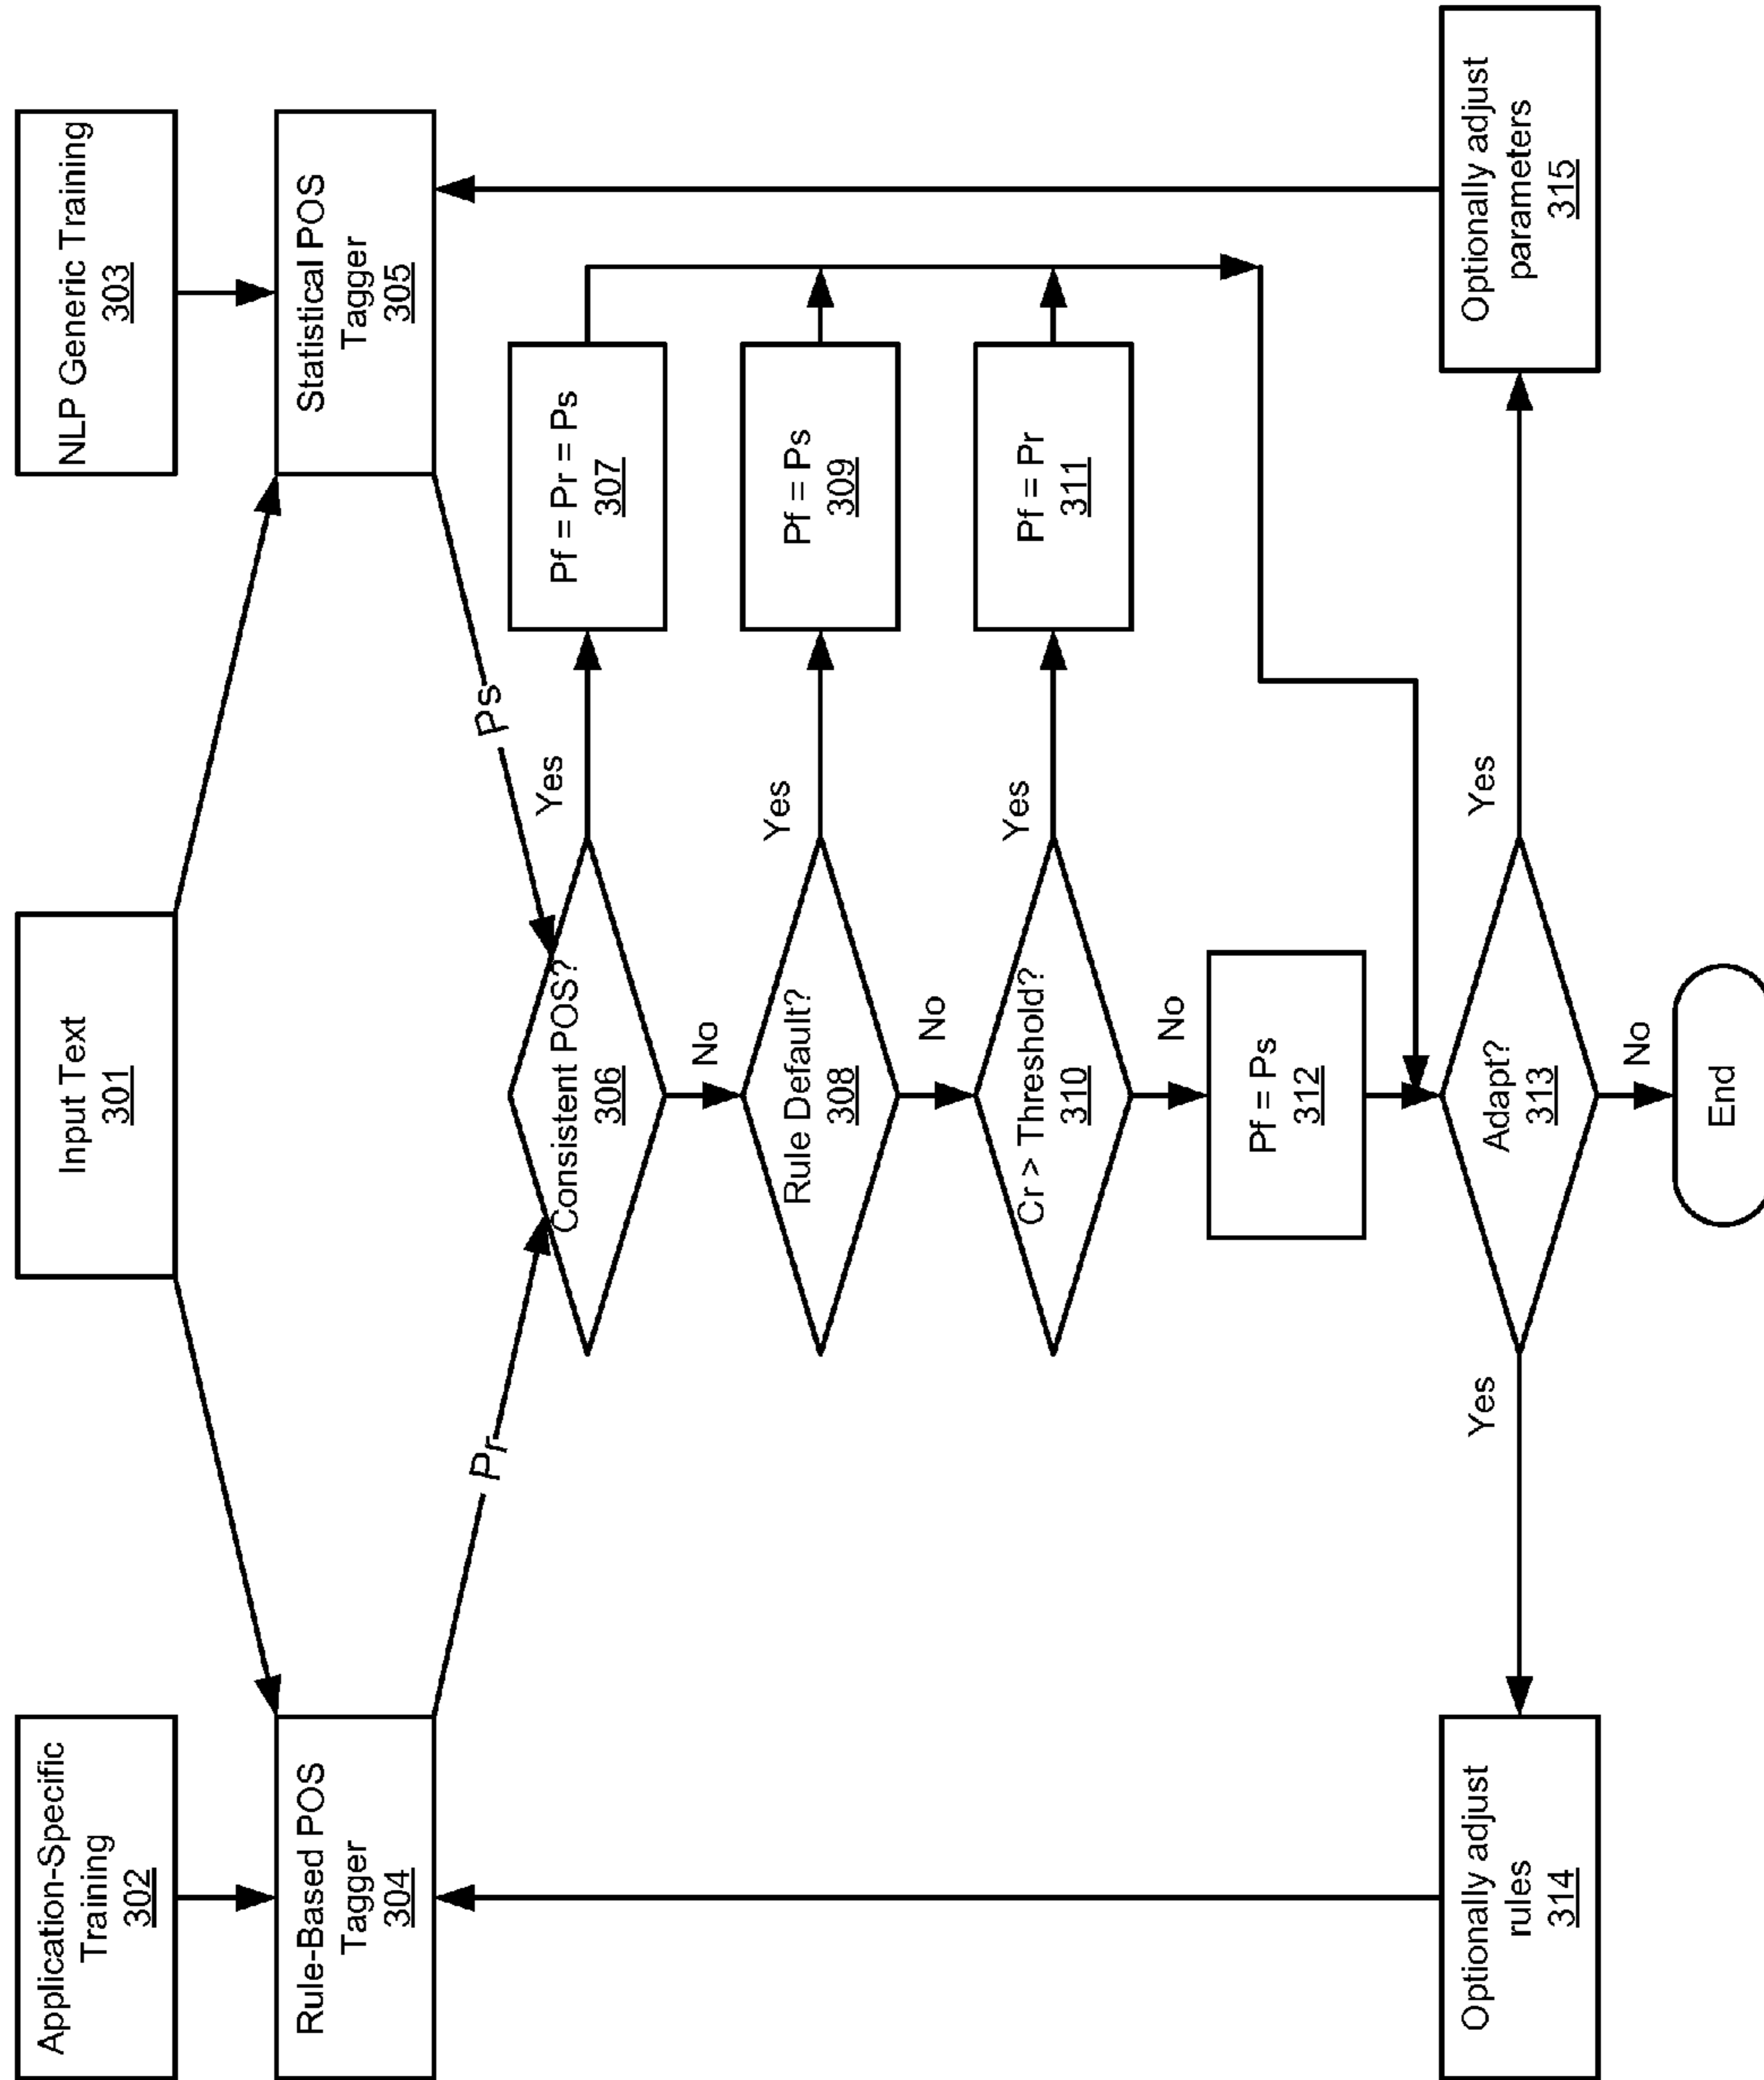 Application-Specific
Training
302
Input Text
301
NLP Generic Training
303
Rule-Based POS
Tagger
304
Statistical POS
Tagger
305
Pr
Ps
Consistent POS?
306
Yes
Pf = Pr = Ps
307
No
Rule Default?
308
Yes
Pf = Ps
309
No
Cr > Threshold?
310
Yes
Pf = Pr
311
No
Pf = Ps
312
Yes
Adapt?
313
Yes
Optionally adjust
rules
314
Optionally adjust
parameters
315
No
End